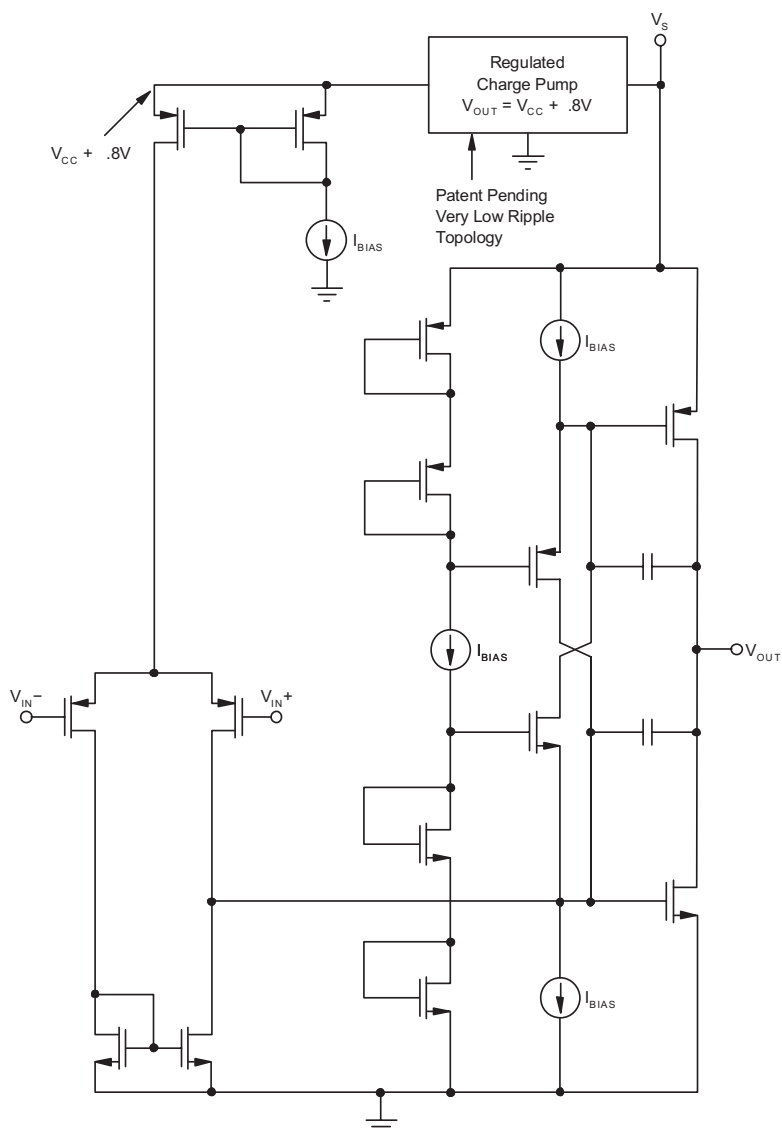 V_S
Regulated
Charge Pump
V_OUT = V_CC + .8V
V_CC + .8V
Patent Pending
Very Low Ripple
Topology
I_BIAS
I_BIAS
I_BIAS
V_IN−
V_IN+
V_OUT
I_BIAS